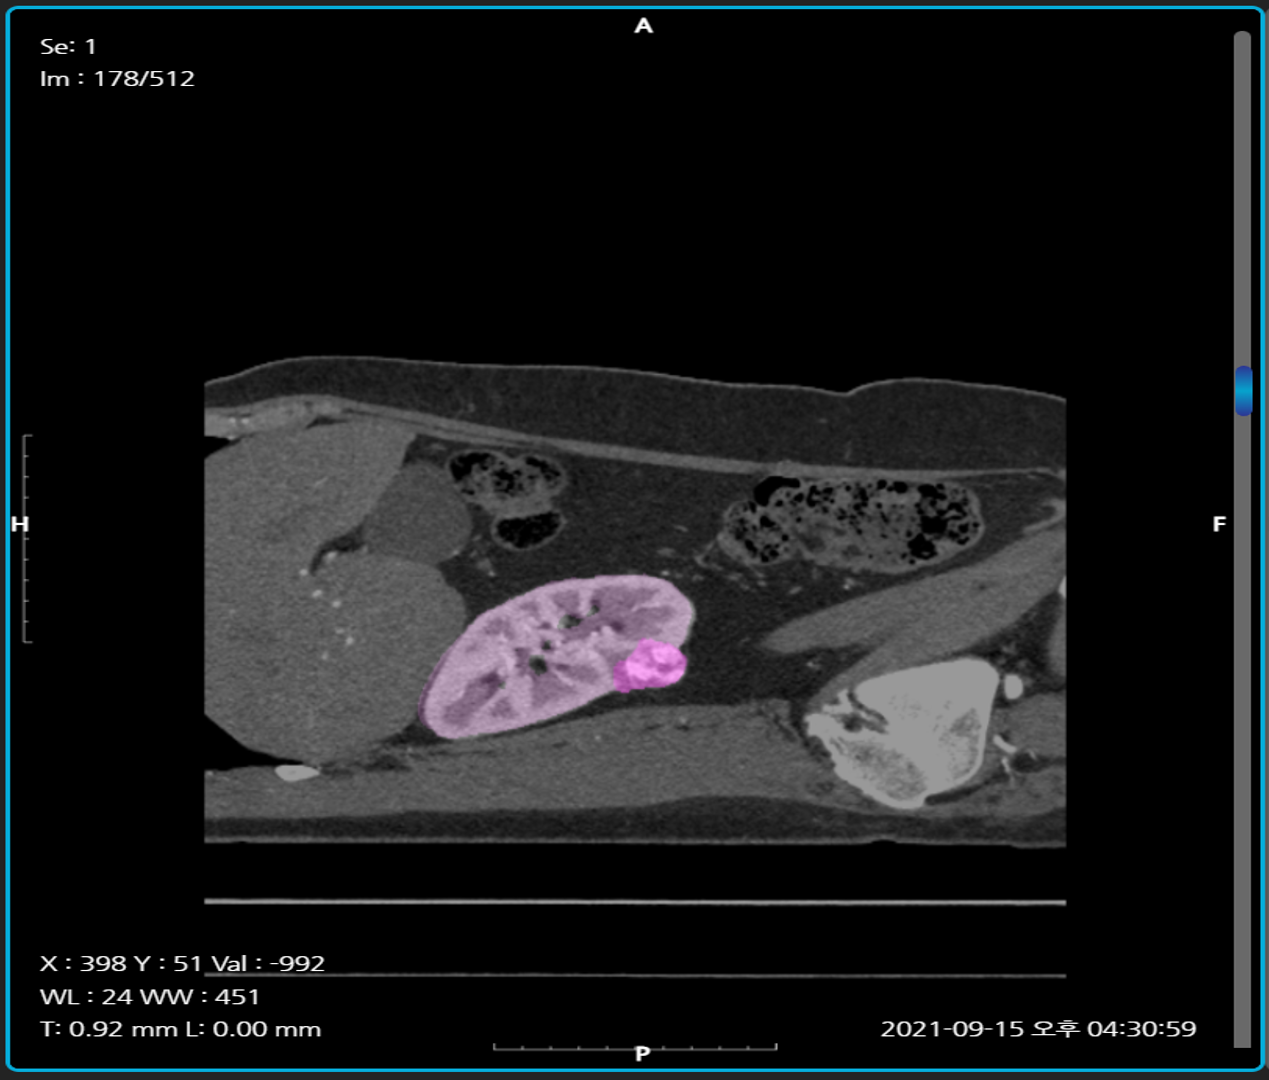 A
Se: 1
Im : 178/512
H
F
X : 398 Y : 51 Val : -992
WL : 24 WW : 451
T: 0.92 mm L: 0.00 mm
2021-09-15 오후 04:30:59
P